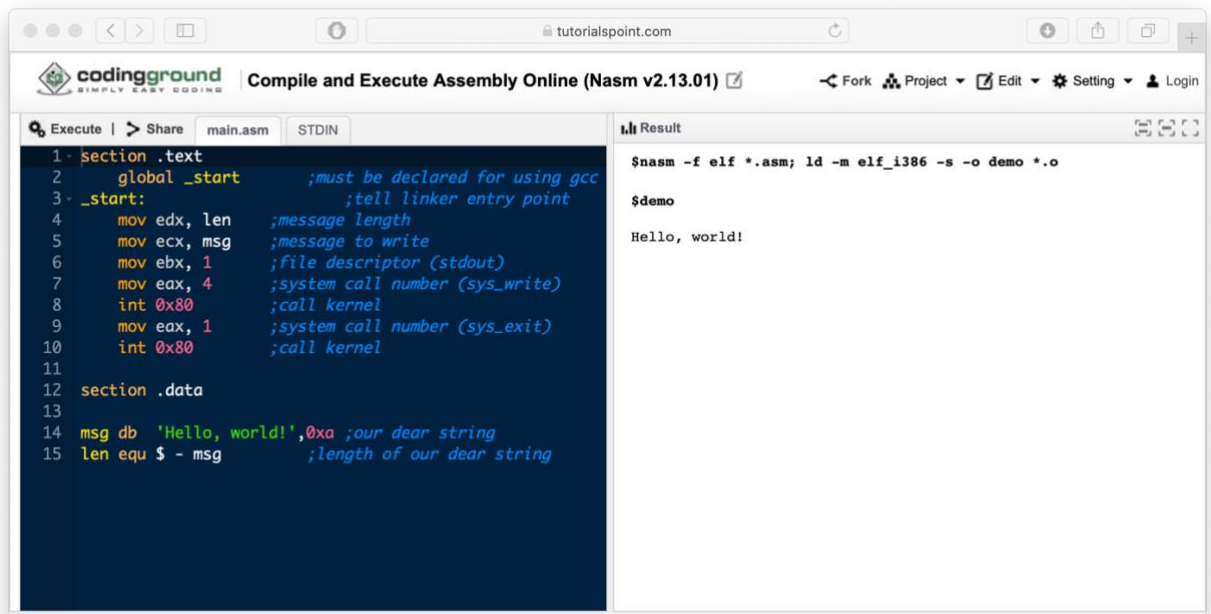 tutorialspoint.com
codingground
SIMPLY EASY CODING
Compile and Execute Assembly Online (Nasm v2.13.01)
Fork Project Edit Setting Login
Execute | Share main.asm STDIN
1 section .text
2 global _start ;must be declared for using gcc
3 _start: ;tell linker entry point
4 mov edx, len ;message length
5 mov ecx, msg ;message to write
6 mov ebx, 1 ;file descriptor (stdout)
7 mov eax, 4 ;system call number (sys_write)
8 int 0x80 ;call kernel
9 mov eax, 1 ;system call number (sys_exit)
10 int 0x80 ;call kernel
11
12 section .data
13
14 msg db 'Hello, world!',0xa ;our dear string
15 len equ $ - msg ;length of our dear string
Result
$nasm -f elf *.asm; ld -m elf_i386 -s -o demo *.o
$demo
Hello, world!